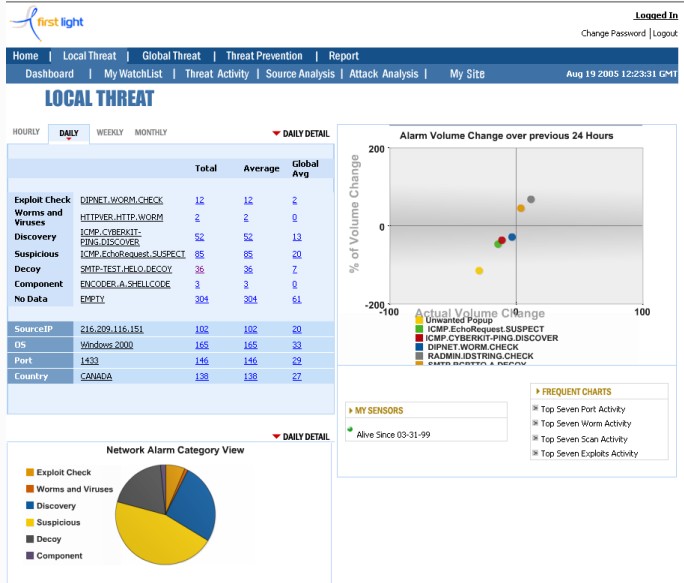 first light
Logged In
Change Password | Logout
Home | Local Threat | Global Threat | Threat Prevention | Report
Dashboard | My WatchList | Threat Activity | Source Analysis | Attack Analysis | My Site
Aug 19 2005 12:23:31 GMT
LOCAL THREAT
HOURLY DAILY WEEKLY MONTHLY DAILY DETAIL
Total Average Global Avg
Exploit Check DIPNET.WORM.CHECK 12 12 2
Worms and Viruses HTTPVER.HTTP.WORM 2 2 0
Discovery ICMP.CYBERKIT-PING.DISCOVER 52 52 13
Suspicious ICMP.EchoRequest.SUSPECT 85 85 20
Decoy SMTP-TEST.HELO.DECOY 36 36 7
Component ENCODER.A.SHELLCODE 3 3 0
No Data EMPTY 304 304 61
SourceIP 216.209.116.151 102 102 20
OS Windows 2000 165 165 33
Port 1433 146 146 29
Country CANADA 138 138 27
Alarm Volume Change over previous 24 Hours
% of Volume Change
200
0
-200
-100 0 100
Actual Volume Change
Unwanted Popup
ICMP.EchoRequest.SUSPECT
ICMP.CYBERKIT-PING.DISCOVER
DIPNET.WORM.CHECK
RADMIN.IDSTRING.CHECK
MY SENSORS
Alive Since 03-31-99
FREQUENT CHARTS
Top Seven Port Activity
Top Seven Worm Activity
Top Seven Scan Activity
Top Seven Exploits Activity
DAILY DETAIL
Network Alarm Category View
Exploit Check
Worms and Viruses
Discovery
Suspicious
Decoy
Component